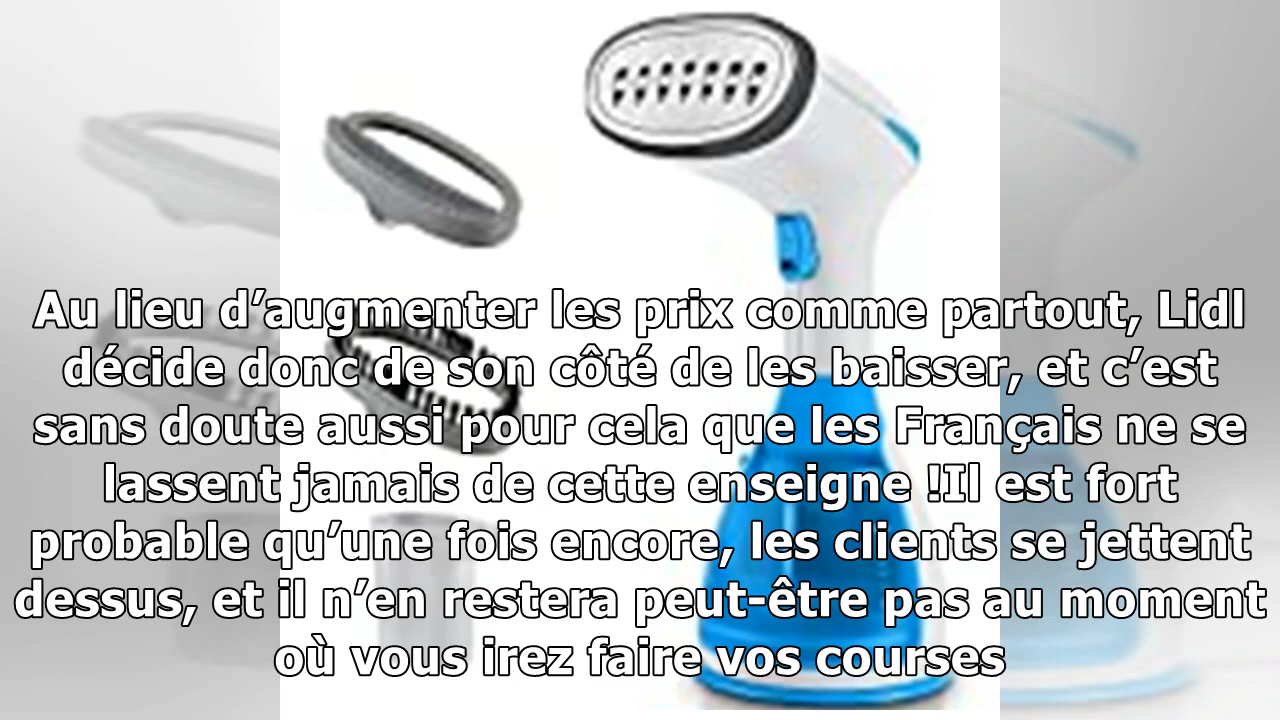 Au lieu d’augmenter les prix comme partout, Lidl
décide donc de son côté de les baisser, et c’est
sans doute aussi pour cela que les Français ne se
lassent jamais de cette enseigne !Il est fort
probable qu’une fois encore, les clients se jettent
dessus, et il n’en restera peut-être pas au moment
où vous irez faire vos courses